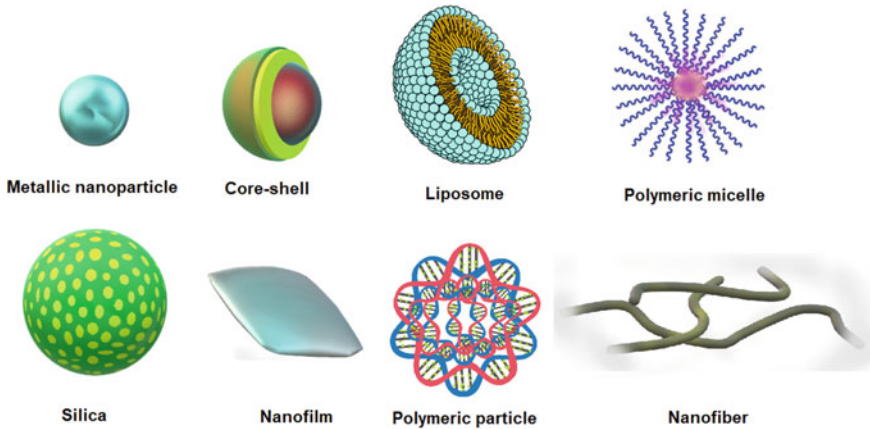 Metallic nanoparticle
Core-shell
Liposome
Polymeric micelle
Silica
Nanofilm
Polymeric particle
Nanofiber